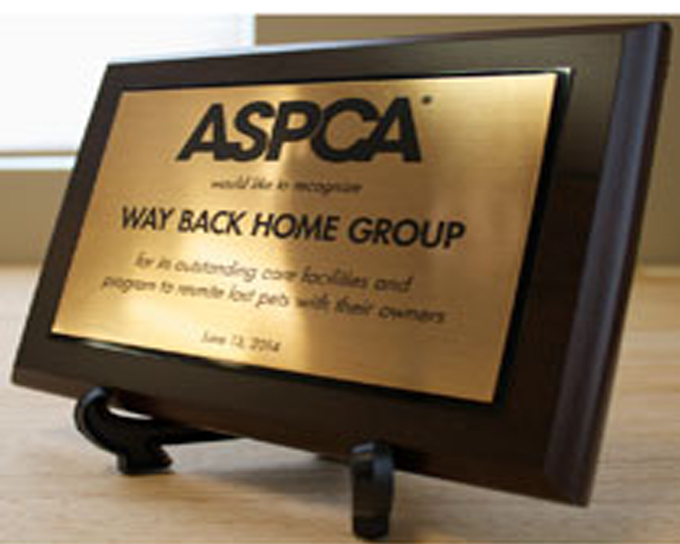 ASPCA®
would like to recognize
WAY BACK HOME GROUP
for its outstanding care facilities and
program to reunite lost pets with their owners
June 13, 2014